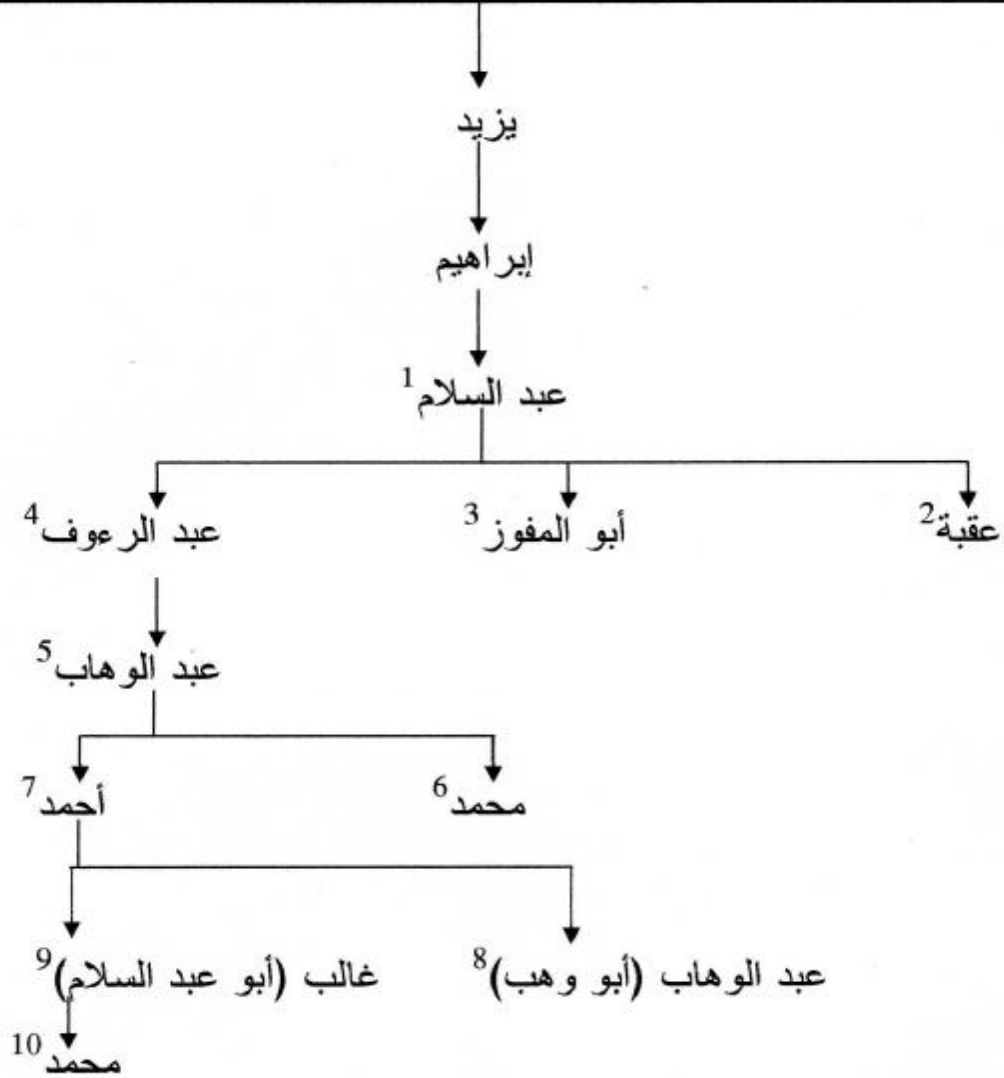 يزيد
إبراهيم
عبد السلام1
عقبة2 أبو المفوز3 عبد الرءوف4
عبد الوهاب5
محمد6 أحمد7
عبد الوهاب (أبو وهب)8 غالب (أبو عبد السلام)9
محمد10